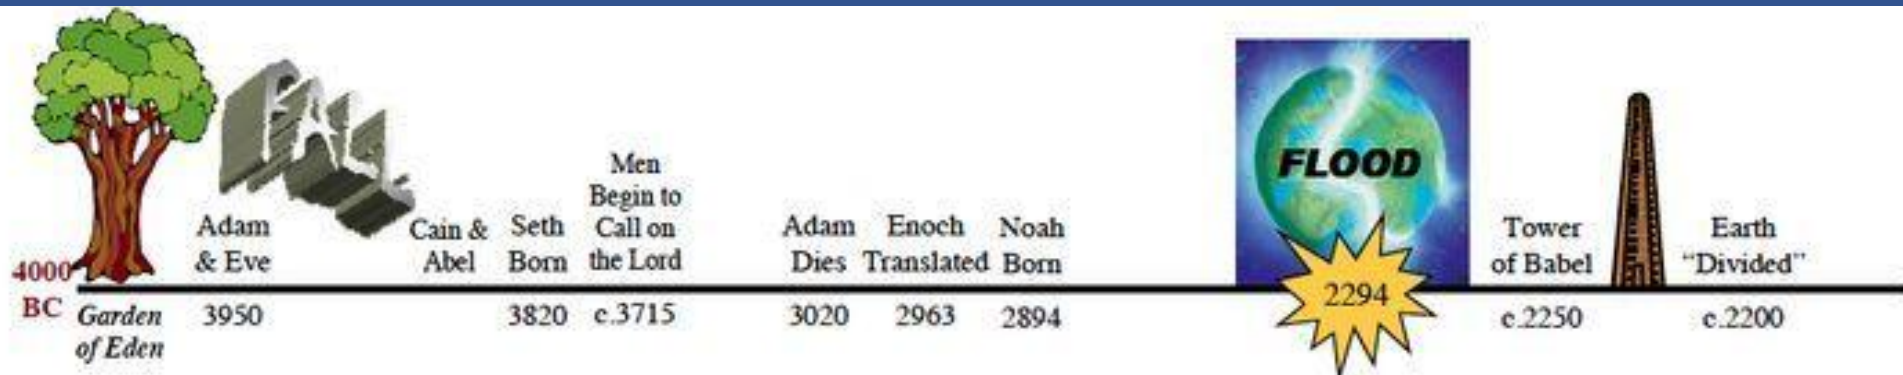 4000
BC
Garden
of Eden
Adam
& Eve
3950
FALL
Cain &
Abel
Seth
Born
3820
Men
Begin to
Call on
the Lord
c.3715
Adam
Dies
3020
Enoch
Translated
2963
Noah
Born
2894
FLOOD
2294
Tower
of Babel
c.2250
Earth
“Divided”
c.2200